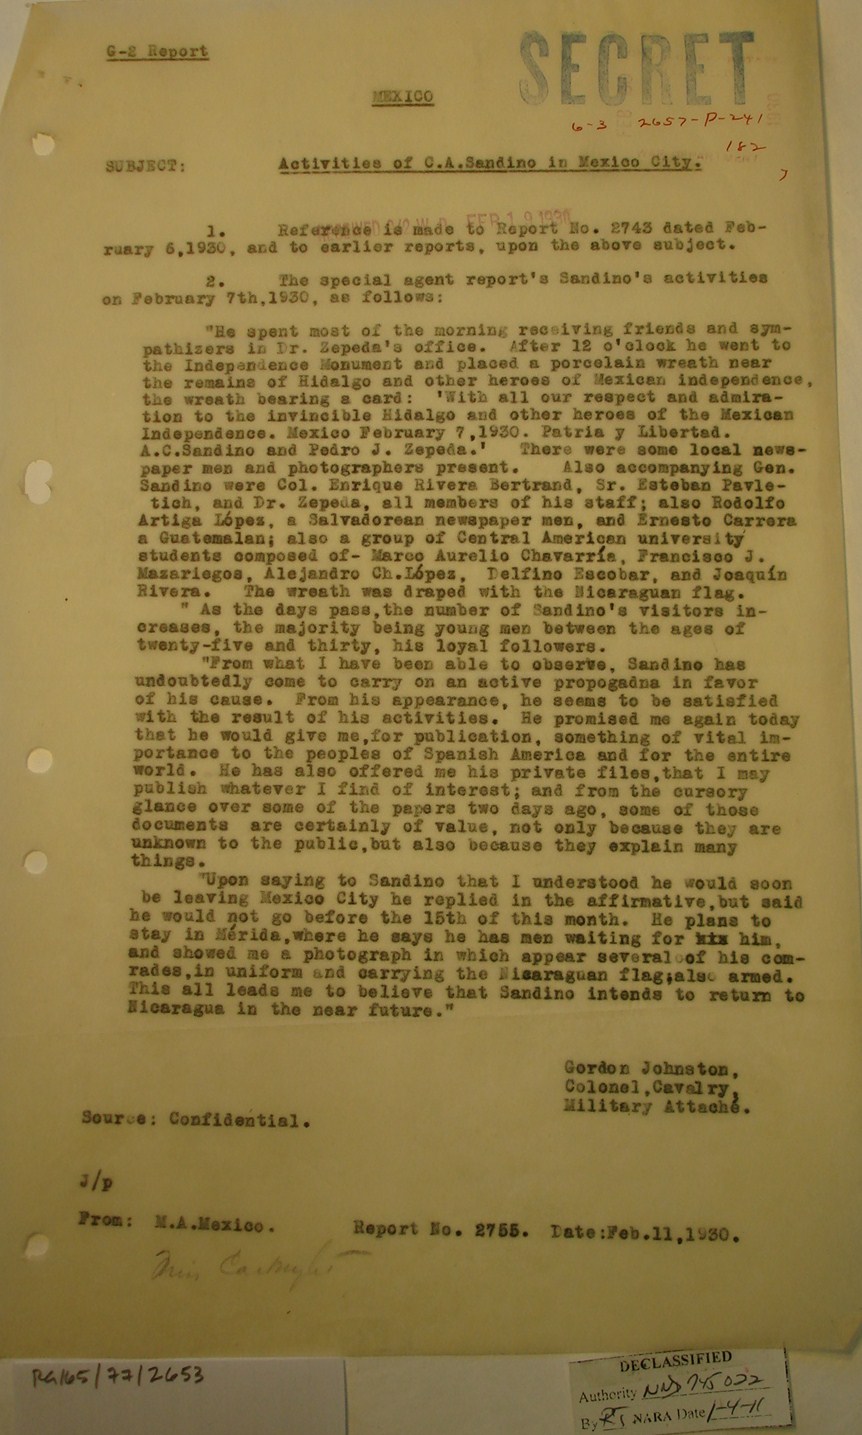 G-2 Report
SECRET
MEXICO
6-3 2657-P-241
182
SUBJECT: Activities of C.A.Sandino in Mexico City.
FEB 19 1930
1. Reference is made to Report No. 2743 dated Feb-
ruary 6,1930, and to earlier reports, upon the above subject.
2. The special agent report's Sandino's activities
on February 7th,1930, as follows:
"He spent most of the morning receiving friends and sym-
pathizers in Dr. Zepeda's office. After 12 o'clock he went to
the Independence Monument and placed a porcelain wreath near
the remains of Hidalgo and other heroes of Mexican independence,
the wreath bearing a card: 'With all our respect and admira-
tion to the invincible Hidalgo and other heroes of the Mexican
Independence. Mexico February 7,1930. Patria y Libertad.
A.C.Sandino and Pedro J. Zepeda.' There were some local news-
paper men and photographers present. Also accompanying Gen.
Sandino were Col. Enrique Rivera Bertrand, Sr. Esteban Pavle-
tich, and Dr. Zepeda, all members of his staff; also Rodolfo
Artiga López, a Salvadorean newspaper men, and Ernesto Carrera
a Guatemalan; also a group of Central American university
students composed of- Marco Aurelio Chavarría, Francisco J.
Mazariegos, Alejandro Ch.López, Delfino Escobar, and Joaquín
Rivera. The wreath was draped with the Nicaraguan flag.
" As the days pass,the number of Sandino's visitors in-
creases, the majority being young men between the ages of
twenty-five and thirty, his loyal followers.
"From what I have been able to observe, Sandino has
undoubtedly come to carry on an active propogadna in favor
of his cause. From his appearance, he seems to be satisfied
with the result of his activities. He promised me again today
that he would give me,for publication, something of vital im-
portance to the peoples of Spanish America and for the entire
world. He has also offered me his private files,that I may
publish whatever I find of interest; and from the cursory
glance over some of the papers two days ago, some of those
documents are certainly of value, not only because they are
unknown to the public,but also because they explain many
things.
"Upon saying to Sandino that I understood he would soon
be leaving Mexico City he replied in the affirmative,but said
he would not go before the 15th of this month. He plans to
stay in Mérida,where he says he has men waiting for him,
and showed me a photograph in which appear several of his com-
rades,in uniform and carrying the Nicaraguan flag;also armed.
This all leads me to believe that Sandino intends to return to
Nicaragua in the near future."
Gordon Johnston,
Colonel,Cavalry,
Military Attaché.
Source: Confidential.
J/p
From: M.A.Mexico. Report No. 2755. Date:Feb.11,1930.
RG165/77/2653
DECLASSIFIED
Authority NND 745022
By RT NARA Date 1-4-11